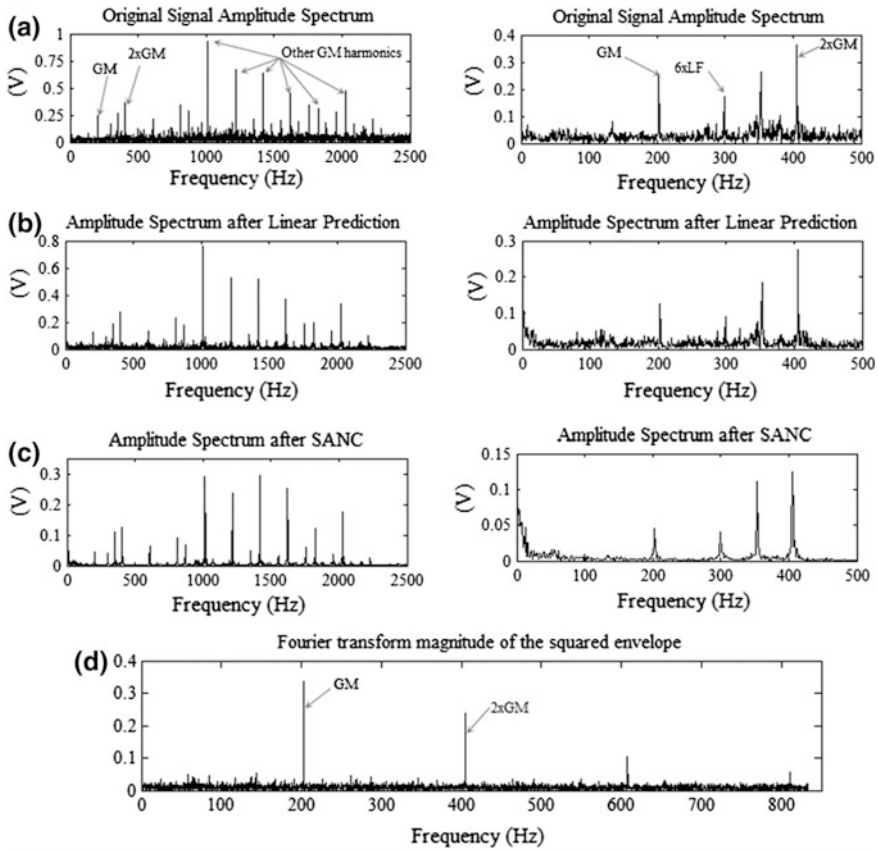 (a)
Original Signal Amplitude Spectrum
1
0.75
0.5
0.25
(V)
GM
2xGM
Other GM harmonics
0 500 1000 1500 2000 2500
Frequency (Hz)
Original Signal Amplitude Spectrum
0.4
0.3
0.2
0.1
0
(V)
GM
6xLF
2xGM
0 100 200 300 400 500
Frequency (Hz)
(b)
Amplitude Spectrum after Linear Prediction
0.8
0.6
0.4
0.2
0
(V)
0 500 1000 1500 2000 2500
Frequency (Hz)
Amplitude Spectrum after Linear Prediction
0.3
0.2
0.1
0
(V)
0 100 200 300 400 500
Frequency (Hz)
(c)
Amplitude Spectrum after SANC
0.3
0.2
0.1
0
(V)
0 500 1000 1500 2000 2500
Frequency (Hz)
Amplitude Spectrum after SANC
0.15
0.1
0.05
0
(V)
0 100 200 300 400 500
Frequency (Hz)
(d)
Fourier transform magnitude of the squared envelope
0.4
0.3
0.2
0.1
0
GM
2xGM
0 100 200 300 400 500 600 700 800
Frequency (Hz)